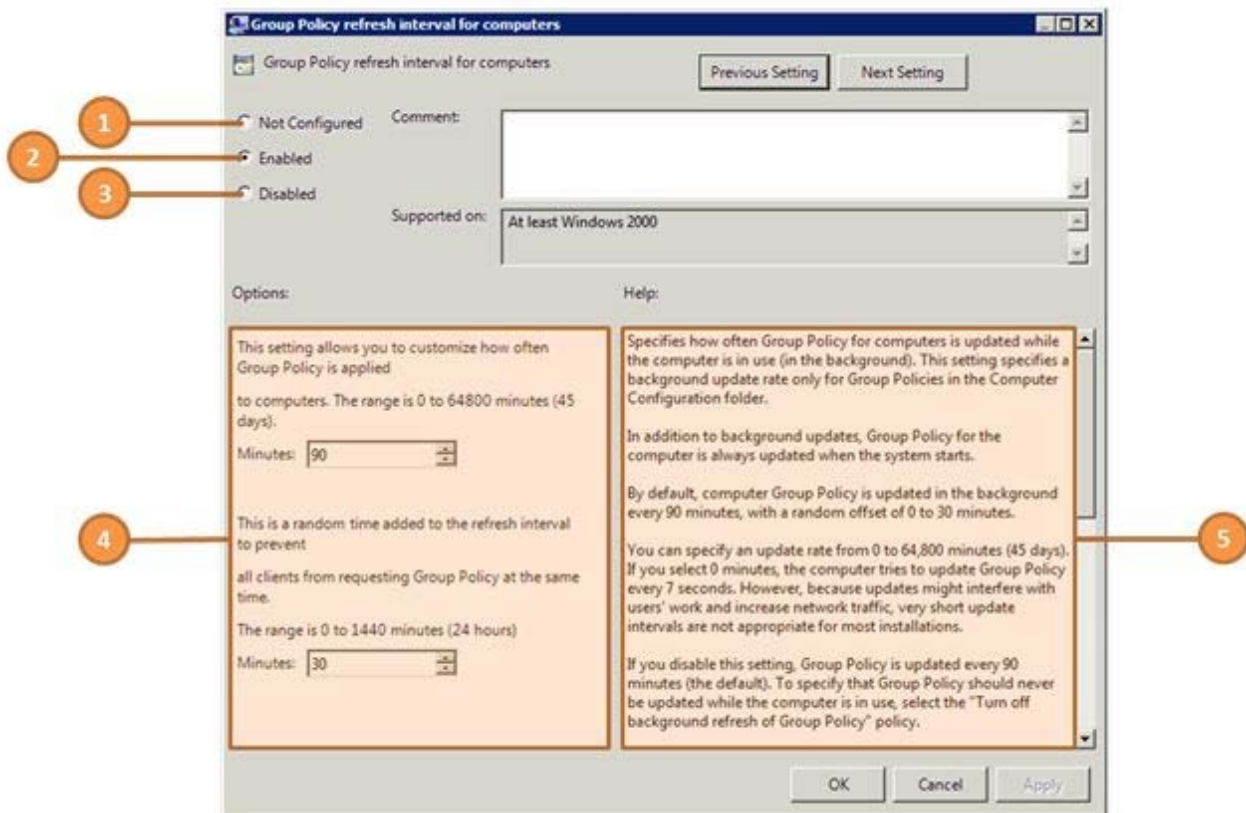 Group Policy refresh interval for computers
Group Policy refresh interval for computers
Previous Setting
Next Setting
1
Not Configured
Comment:
2
Enabled
3
Disabled
Supported on:
At least Windows 2000
Options:
Help:
This setting allows you to customize how often
Group Policy is applied
to computers. The range is 0 to 64800 minutes (45
days).
Minutes: 90
This is a random time added to the refresh interval
to prevent
all clients from requesting Group Policy at the same
time.
The range is 0 to 1440 minutes (24 hours)
Minutes: 30
4
Specifies how often Group Policy for computers is updated while
the computer is in use (in the background). This setting specifies a
background update rate only for Group Policies in the Computer
Configuration folder.
In addition to background updates, Group Policy for the
computer is always updated when the system starts.
By default, computer Group Policy is updated in the background
every 90 minutes, with a random offset of 0 to 30 minutes.
You can specify an update rate from 0 to 64,800 minutes (45 days).
If you select 0 minutes, the computer tries to update Group Policy
every 7 seconds. However, because updates might interfere with
users' work and increase network traffic, very short update
intervals are not appropriate for most installations.
If you disable this setting, Group Policy is updated every 90
minutes (the default). To specify that Group Policy should never
be updated while the computer is in use, select the "Turn off
background refresh of Group Policy" policy.
5
OK
Cancel
Apply